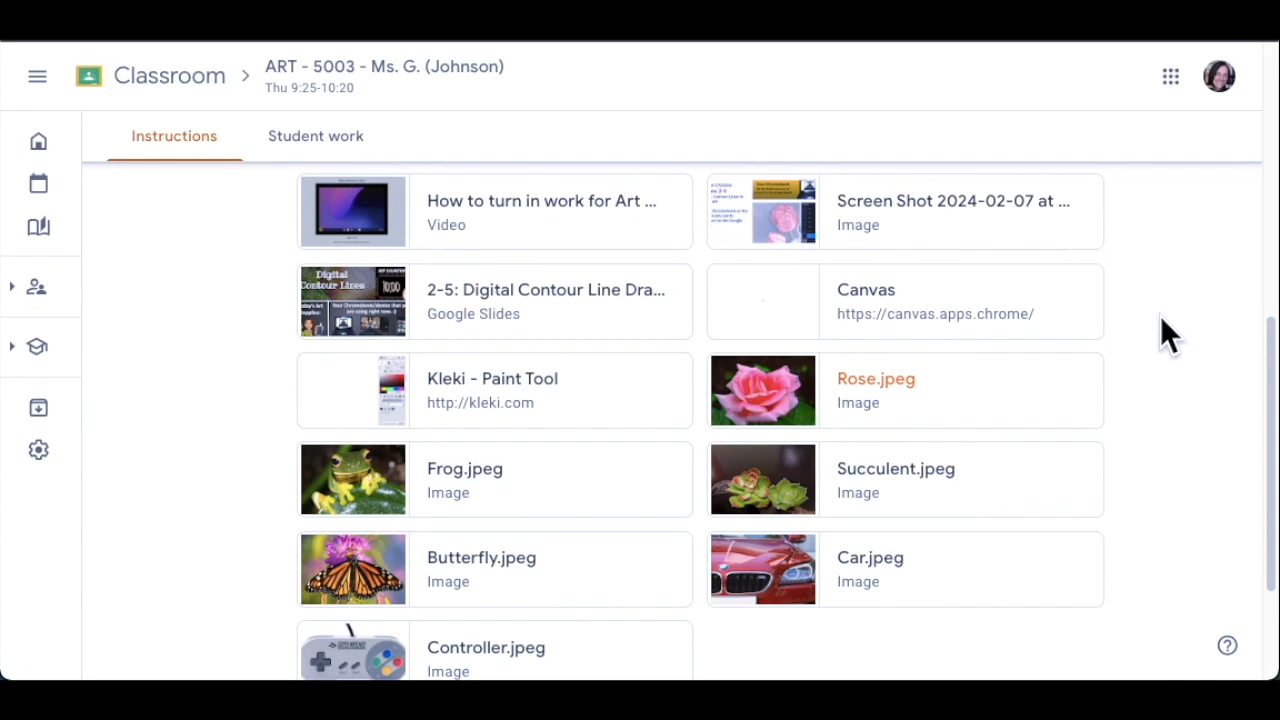 Classroom
ART - 5003 - Ms. G. (Johnson)
Thu 9:25-10:20
Instructions
Student work
How to turn in work for Art ...
Video
Screen Shot 2024-02-07 at ...
Image
Digital
Contour Lines
10:00
2-5: Digital Contour Line Dra...
Google Slides
Canvas
https://canvas.apps.chrome/
Kleki - Paint Tool
http://kleki.com
Rose.jpeg
Image
Frog.jpeg
Image
Succulent.jpeg
Image
Butterfly.jpeg
Image
Car.jpeg
Image
Controller.jpeg
Image